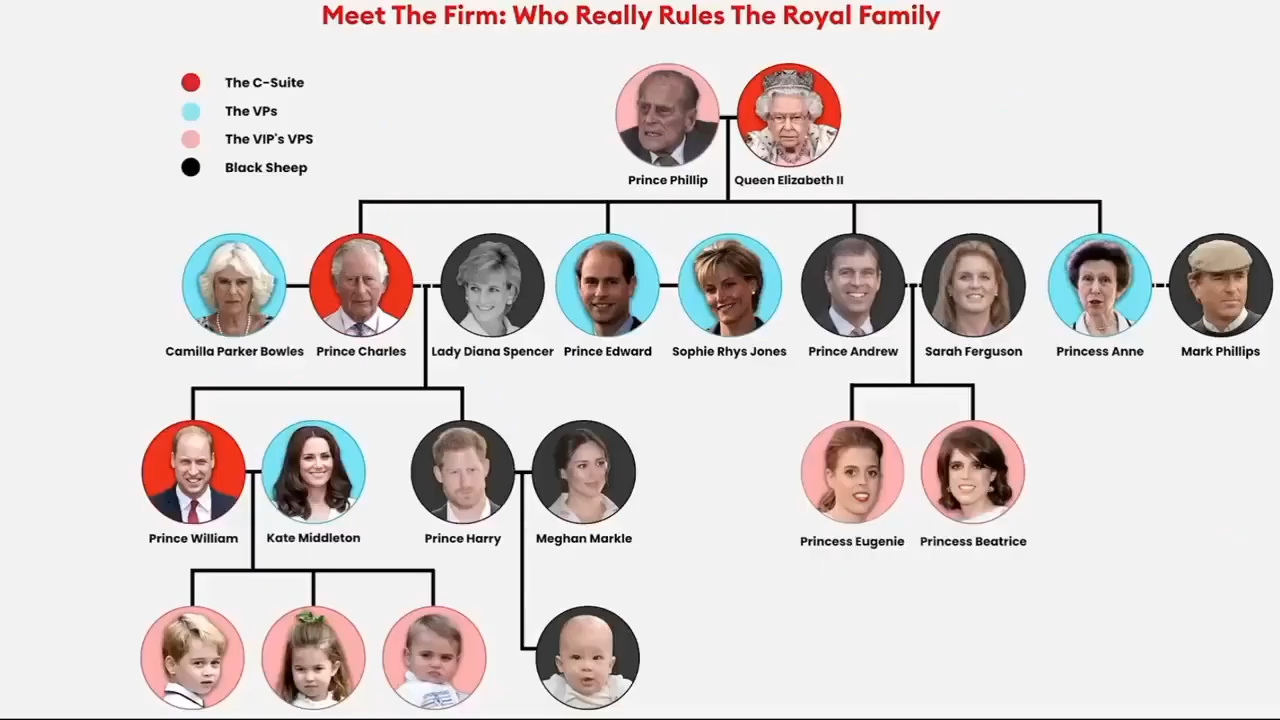 Meet The Firm: Who Really Rules The Royal Family
The C-Suite
The VPs
The VIP's VPS
Black Sheep
Prince Phillip
Queen Elizabeth II
Camilla Parker Bowles
Prince Charles
Lady Diana Spencer
Prince Edward
Sophie Rhys Jones
Prince Andrew
Sarah Ferguson
Princess Anne
Mark Phillips
Prince William
Kate Middleton
Prince Harry
Meghan Markle
Princess Eugenie
Princess Beatrice